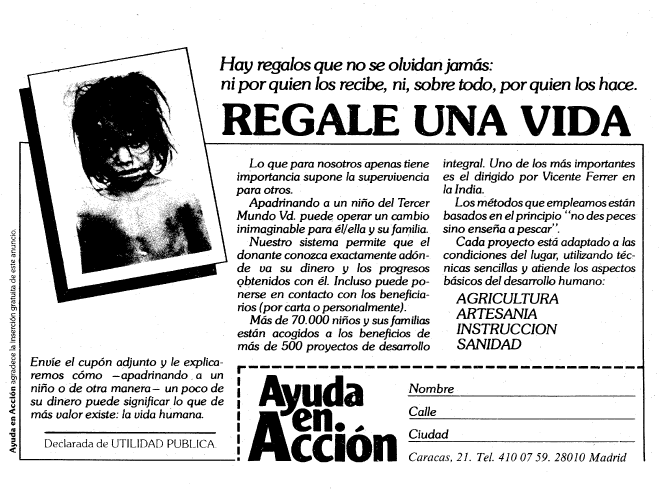 Hay regalos que no se olvidan jamás:
ni por quien los recibe, ni, sobre todo, por quien los hace.
REGALE UNA VIDA
Lo que para nosotros apenas tiene
importancia supone la supervivencia
para otros.
Apadrinando a un niño del Tercer
Mundo Vd. puede operar un cambio
inimaginable para él/ella y su familia.
Nuestro sistema permite que el
donante conozca exactamente adón-
de va su dinero y los progresos
obtenidos con él. Incluso puede po-
nerse en contacto con los beneficia-
rios (por carta o personalmente).
Más de 70.000 niños y sus familias
están acogidos a los beneficios de
más de 500 proyectos de desarrollo
integral. Uno de los más importantes
es el dirigido por Vicente Ferrer en
la India.
Los métodos que empleamos están
basados en el principio "no des peces
sino enseña a pescar".
Cada proyecto está adaptado a las
condiciones del lugar, utilizando téc-
nicas sencillas y atiende los aspectos
básicos del desarrollo humano:
AGRICULTURA
ARTESANIA
INSTRUCCION
SANIDAD
Envíe el cupón adjunto y le explica-
remos cómo —apadrinando a un
niño o de otra manera— un poco de
su dinero puede significar lo que de
más valor existe: la vida humana.
Declarada de UTILIDAD PUBLICA.
Ayuda en Acción agradece la inserción gratuita de este anuncio.
Ayuda
en
Acción
Nombre
Calle
Ciudad
Caracas, 21. Tel. 410 07 59. 28010 Madrid